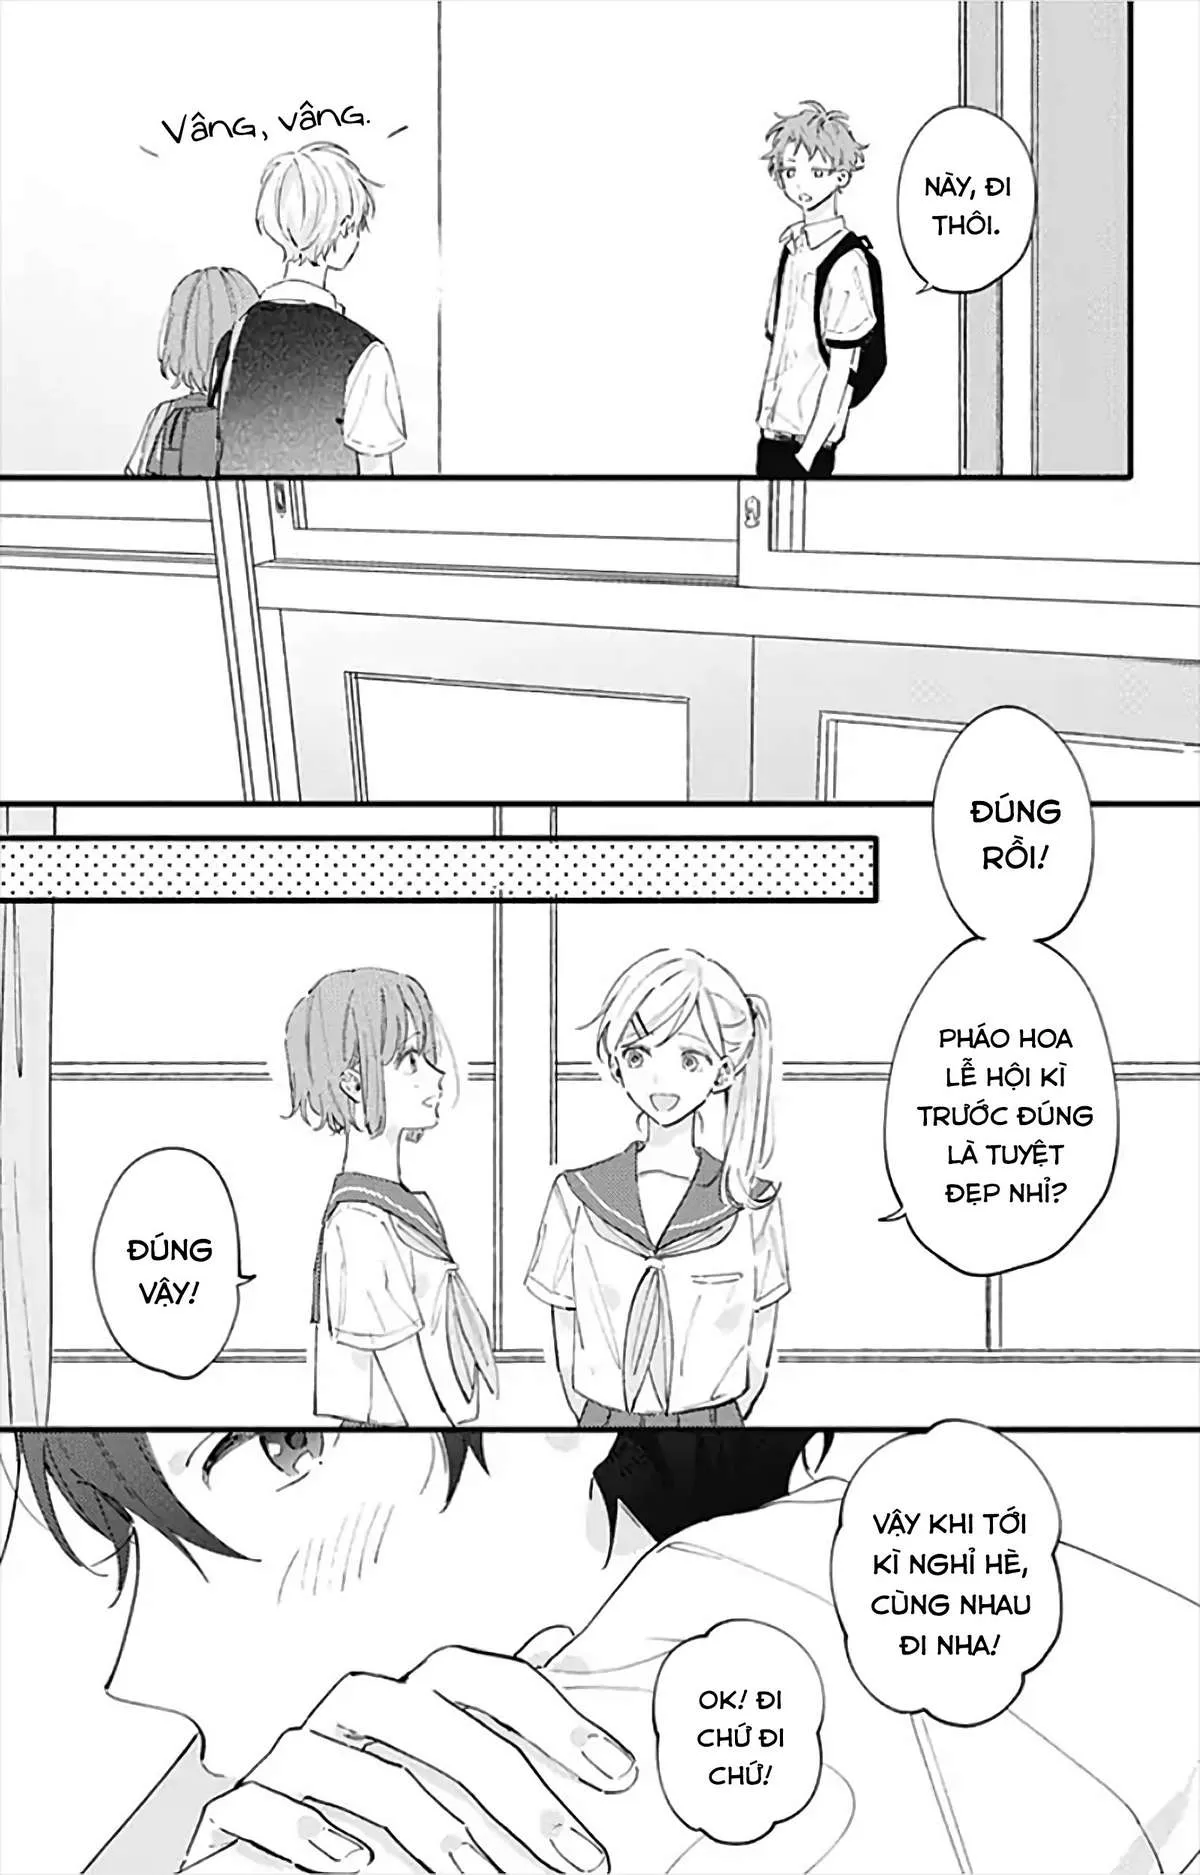 NÀY, ĐI
THÔI.
Vâng, vâng.
ĐÚNG
RỒI!
PHÁO HOA
LỄ HỘI KÌ
TRƯỚC ĐÚNG
LÀ TUYỆT
ĐẸP NHỈ?
ĐÚNG
VẬY!
VẬY KHI TỚI
KÌ NGHỈ HÈ,
CÙNG NHAU
ĐI NHA!
OK! ĐI
CHỨ ĐI
CHỨ!